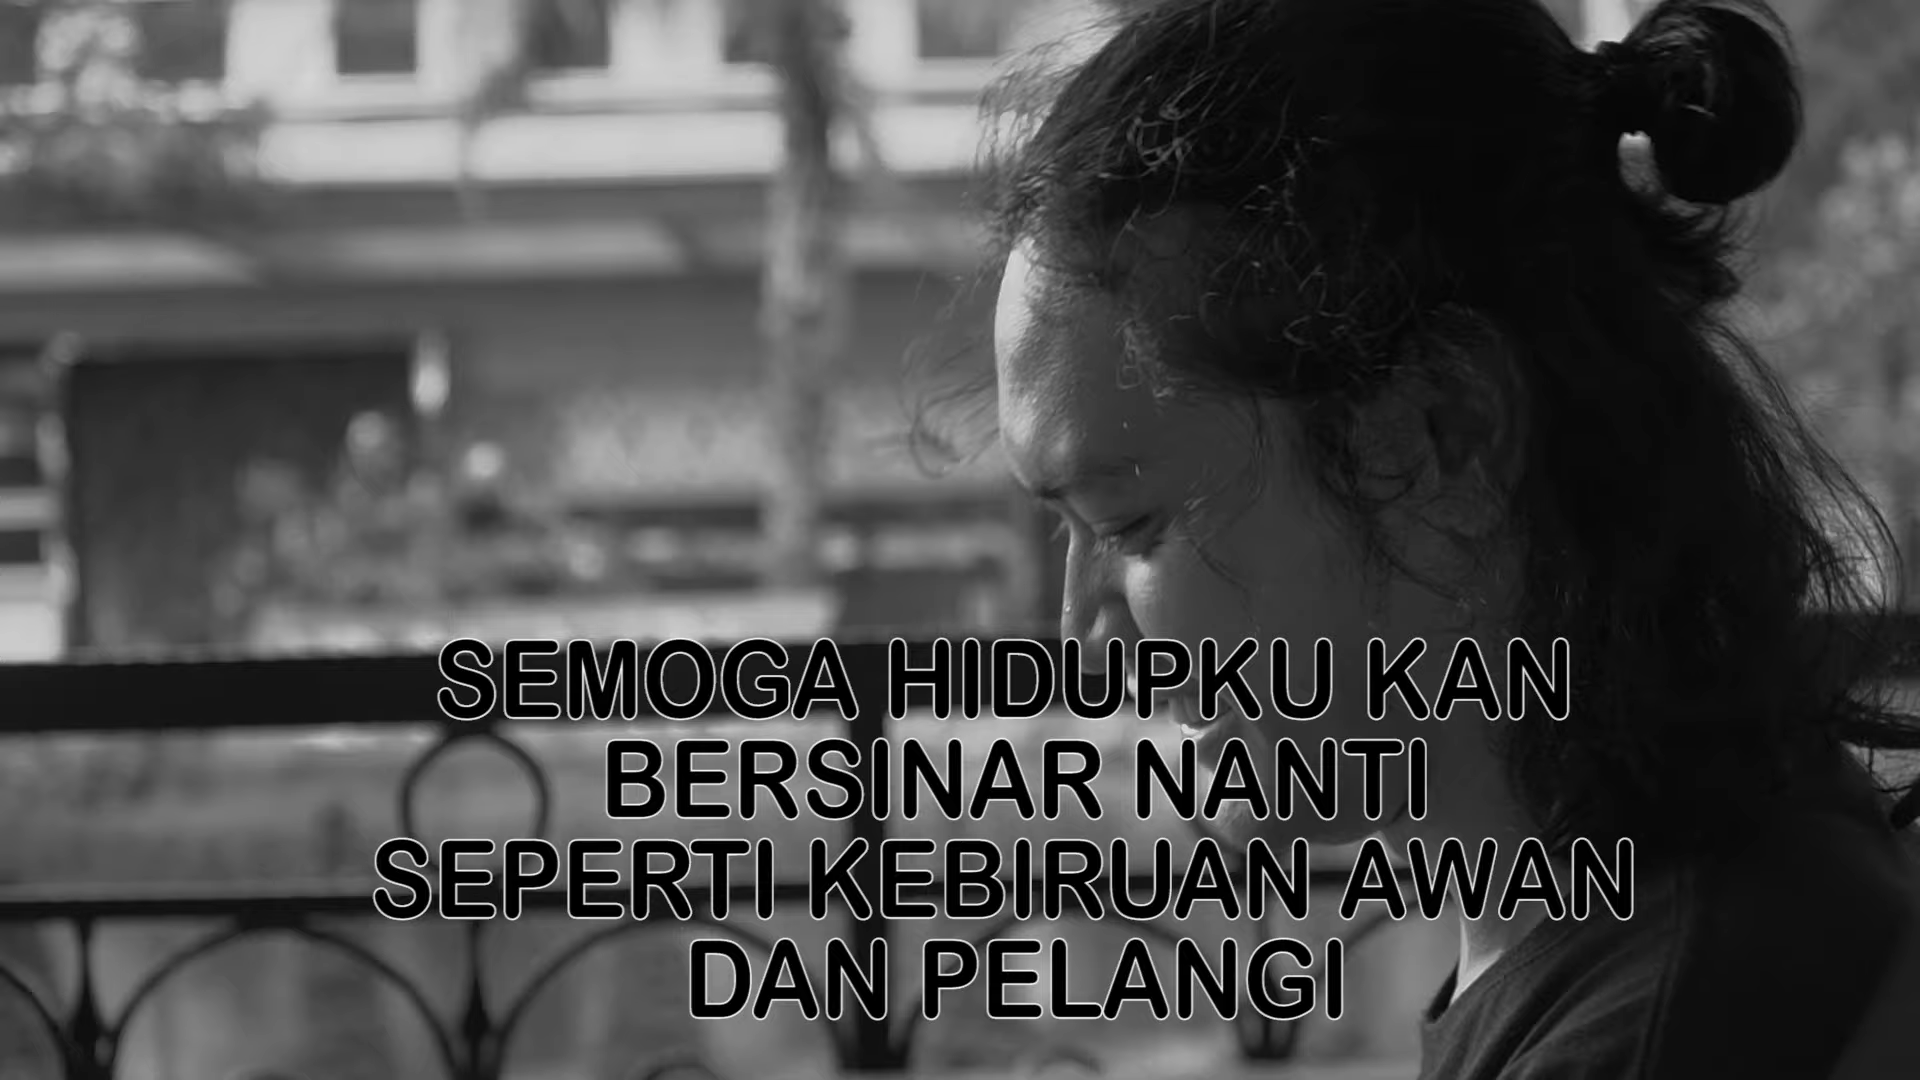 SEMOGA HIDUPKU KAN
BERSINAR NANTI
SEPERTI KEBIRUAN AWAN
DAN PELANGI